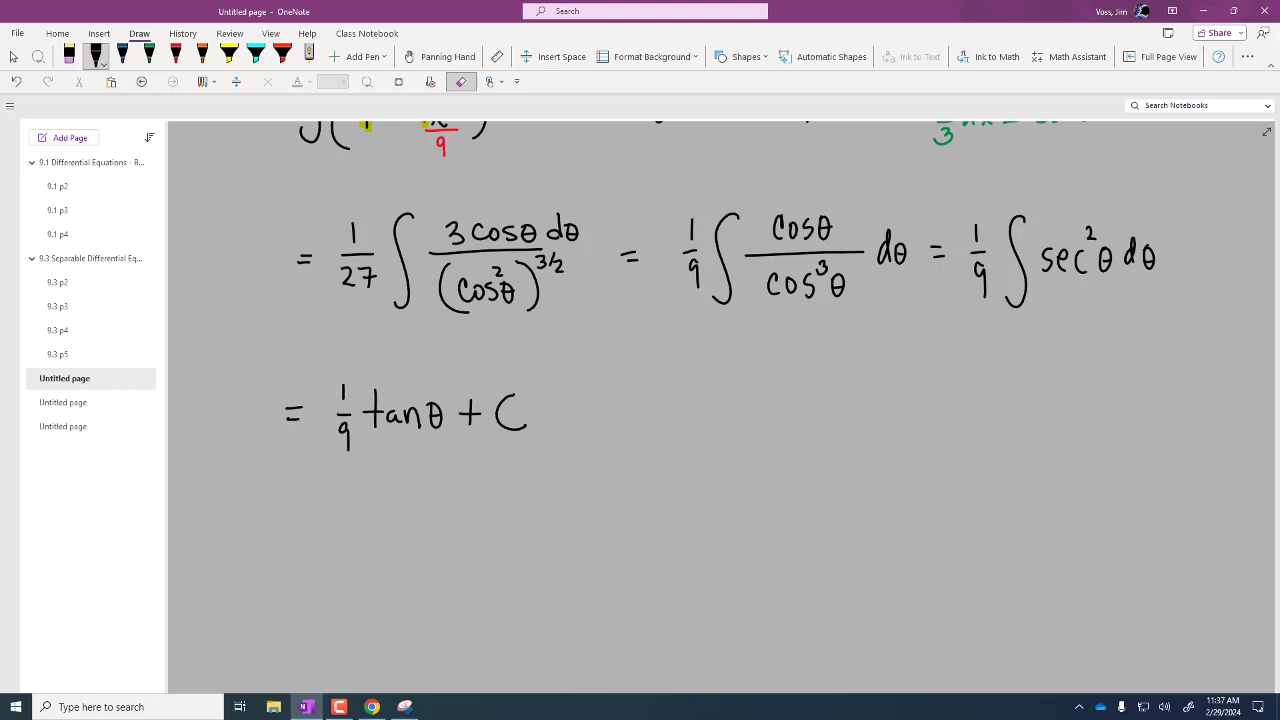 Untitled page - OneNote
Search
Voss, Jim
File Home Insert Draw History Review View Help Class Notebook
Share
Add Pen Panning Hand Insert Space Format Background Shapes Automatic Shapes Ink to Text Ink to Math Math Assistant Full Page View
Search Notebooks
Add Page
9.1 Differential Equations - B...
9.1 p2
9.1 p3
9.1 p4
9.3 Separable Differential Eq...
9.3 p2
9.3 p3
9.3 p4
9.3 p5
Untitled page
Untitled page
Untitled page
= 1/27 ∫ 3cosθ dθ / (cos²θ)^3/2 = 1/9 ∫ cosθ / cos³θ dθ = 1/9 ∫ sec²θ dθ
= 1/9 tanθ + C
Type here to search
11:37 AM
2/29/2024